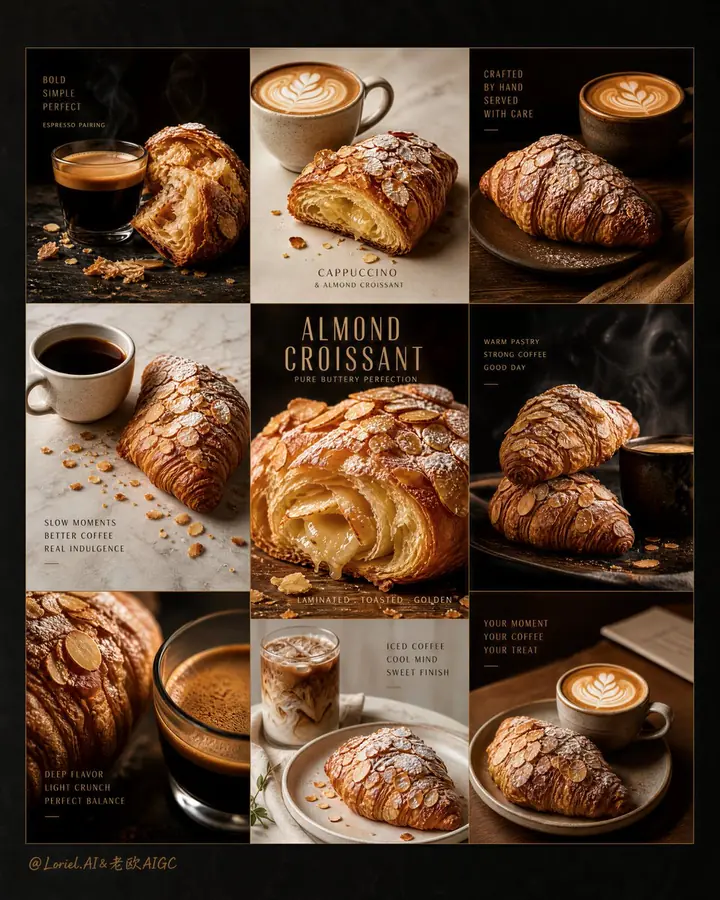 BOLD
SIMPLE
PERFECT
ESPRESSO PAIRING
CAPPUCCINO
& ALMOND CROISSANT
CRAFTED
BY HAND
SERVED
WITH CARE
SLOW MOMENTS
BETTER COFFEE
REAL INDULGENCE
ALMOND
CROISSANT
PURE BUTTERY PERFECTION
LAMINATED . TOASTED . GOLDEN
WARM PASTRY
STRONG COFFEE
GOOD DAY
DEEP FLAVOR
LIGHT CRUNCH
PERFECT BALANCE
ICED COFFEE
COOL MIND
SWEET FINISH
YOUR MOMENT
YOUR COFFEE
YOUR TREAT
@Loriel.AI&老欧AIGC